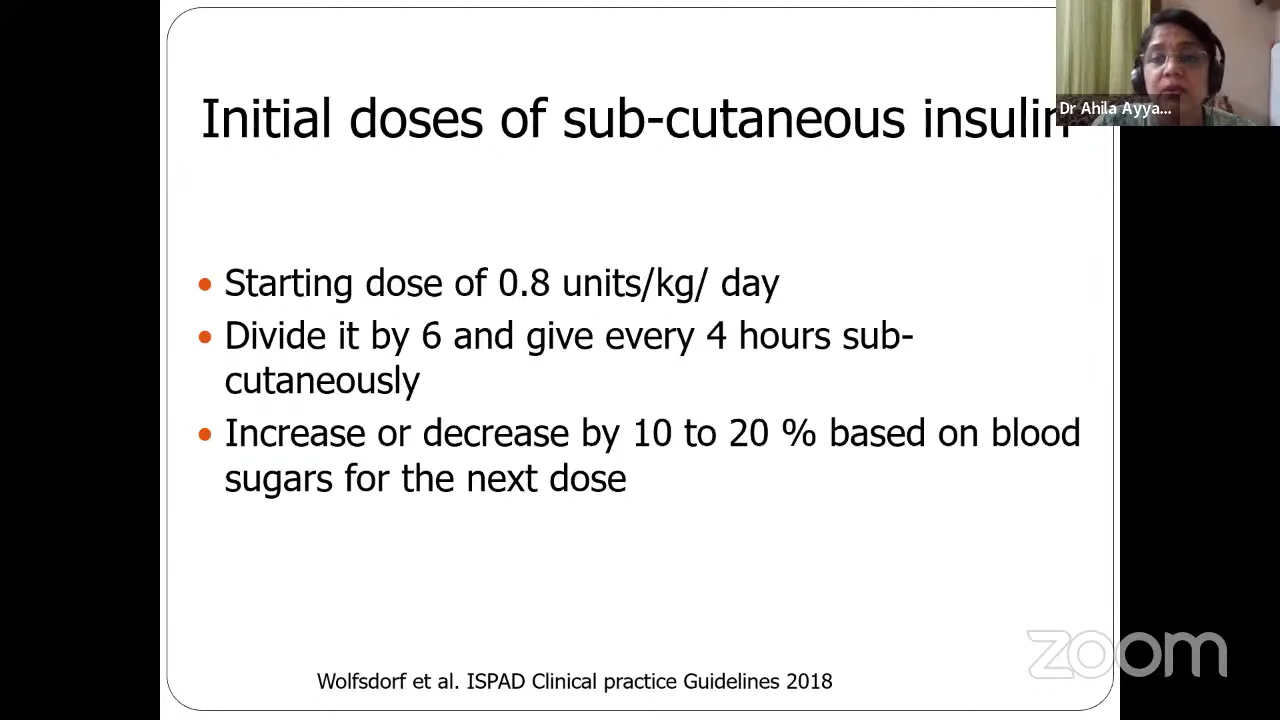 Initial doses of sub-cutaneous insulin
Dr Ahila Ayya...
• Starting dose of 0.8 units/kg/ day
• Divide it by 6 and give every 4 hours sub-
cutaneously
• Increase or decrease by 10 to 20 % based on blood
sugars for the next dose
zoom
Wolfsdorf et al. ISPAD Clinical practice Guidelines 2018